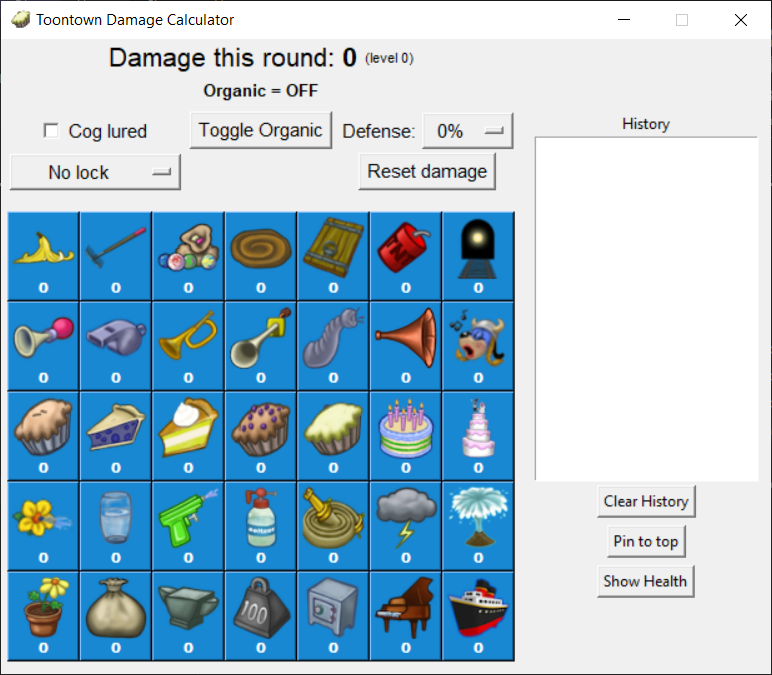 Toontown Damage Calculator
Damage this round: 0 (level 0)
Organic = OFF
Cog lured
Toggle Organic
Defense:
0%
No lock
Reset damage
History
0 0 0 0 0 0 0
0 0 0 0 0 0 0
0 0 0 0 0 0 0
0 0 0 0 0 0 0
100
0 0 0 0 0 0 0
Clear History
Pin to top
Show Health